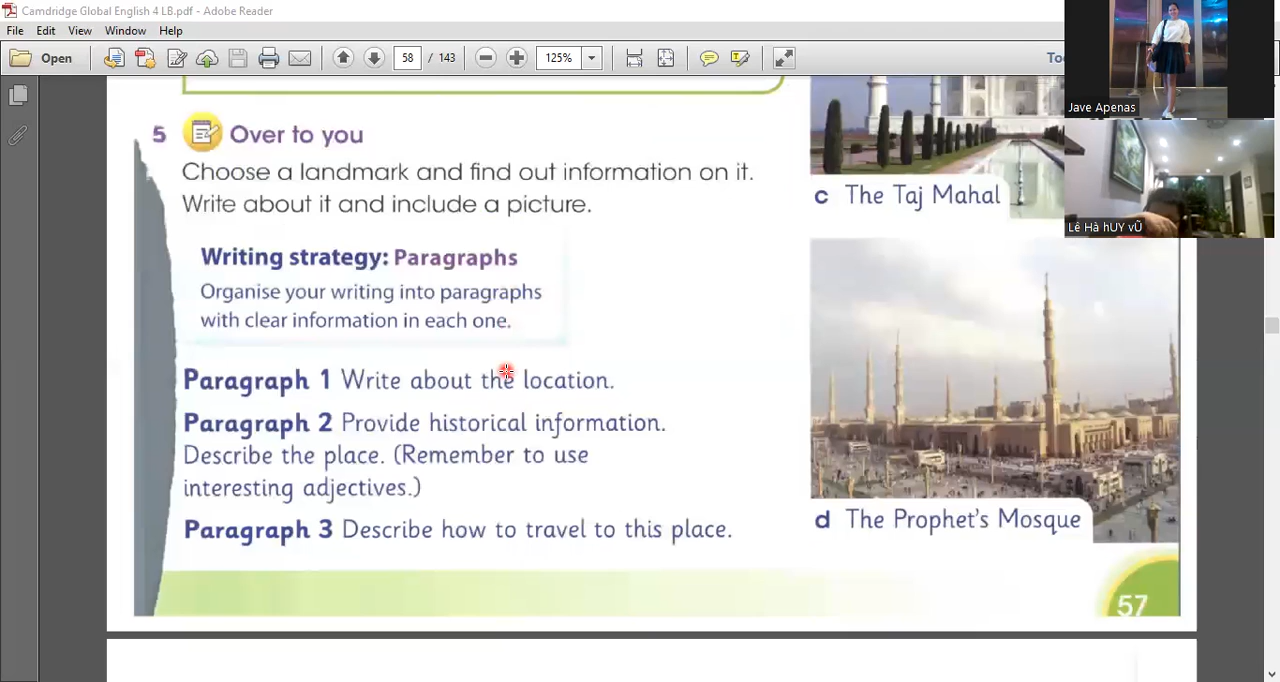 Camdridge Global English 4 LB.pdf - Adobe Reader
File Edit View Window Help
Open
58 / 143
125%
Jave Apenas
Lê Hà hUY vŨ
5 Over to you
Choose a landmark and find out information on it.
Write about it and include a picture.
Writing strategy: Paragraphs
Organise your writing into paragraphs
with clear information in each one.
Paragraph 1 Write about the location.
Paragraph 2 Provide historical information.
Describe the place. (Remember to use
interesting adjectives.)
Paragraph 3 Describe how to travel to this place.
c The Taj Mahal
d The Prophet's Mosque
57